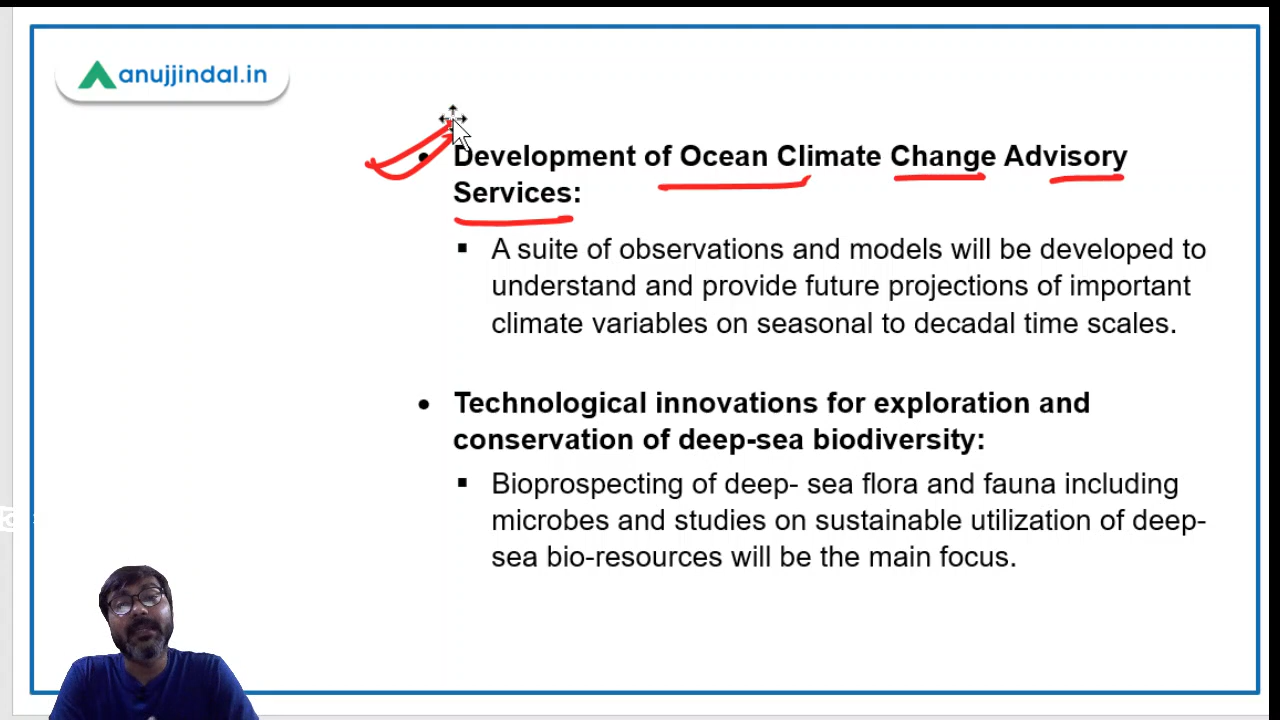 anujjindal.in
• Development of Ocean Climate Change Advisory
Services:
▪ A suite of observations and models will be developed to
understand and provide future projections of important
climate variables on seasonal to decadal time scales.
• Technological innovations for exploration and
conservation of deep-sea biodiversity:
▪ Bioprospecting of deep- sea flora and fauna including
microbes and studies on sustainable utilization of deep-
sea bio-resources will be the main focus.